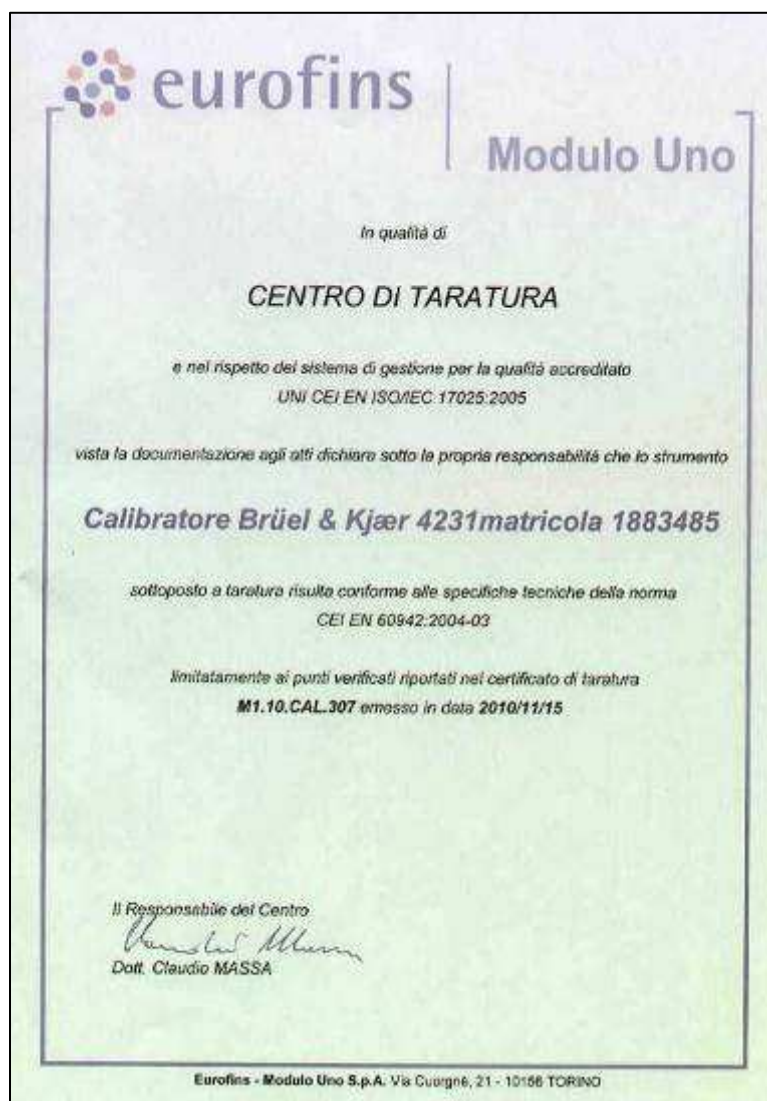 eurofins
Modulo Uno
In qualità di
CENTRO DI TARATURA
e nel rispetto del sistema di gestione per la qualità accreditato
UNI CEI EN ISO/IEC 17025:2005
vista la documentazione agli atti dichiara sotto la propria responsabilità che lo strumento
Calibratore Brüel & Kjær 4231matricola 1883485
sottoposto a taratura risulta conforme alle specifiche tecniche della norma
CEI EN 60942:2004-03
limitatamente ai punti verificati riportati nel certificato di taratura
M1.10.CAL.307 emesso in data 2010/11/15
Il Responsabile del Centro
Dott. Claudio MASSA
Eurofins - Modulo Uno S.p.A. Via Cuorgnè, 21 - 10156 TORINO